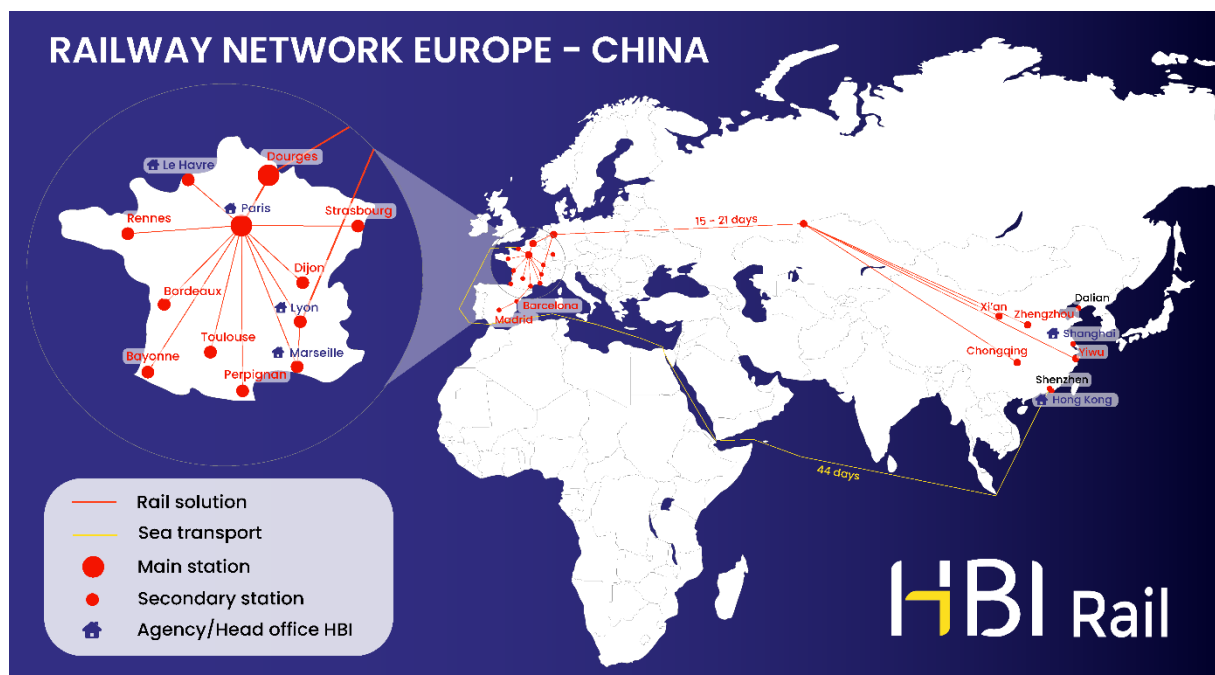 RAILWAY NETWORK EUROPE - CHINA
Dourges
Le Havre
Paris
Rennes
Strasbourg
Dijon
Bordeaux
Lyon
Toulouse
Marseille
Bayonne
Perpignan
15 - 21 days
Barcelona
Madrid
Xi'an
Zhengzhou
Dalian
Shanghai
Chongqing
Yiwu
Shenzhen
Hong Kong
44 days
Rail solution
Sea transport
Main station
Secondary station
Agency/Head office HBI
HBI Rail